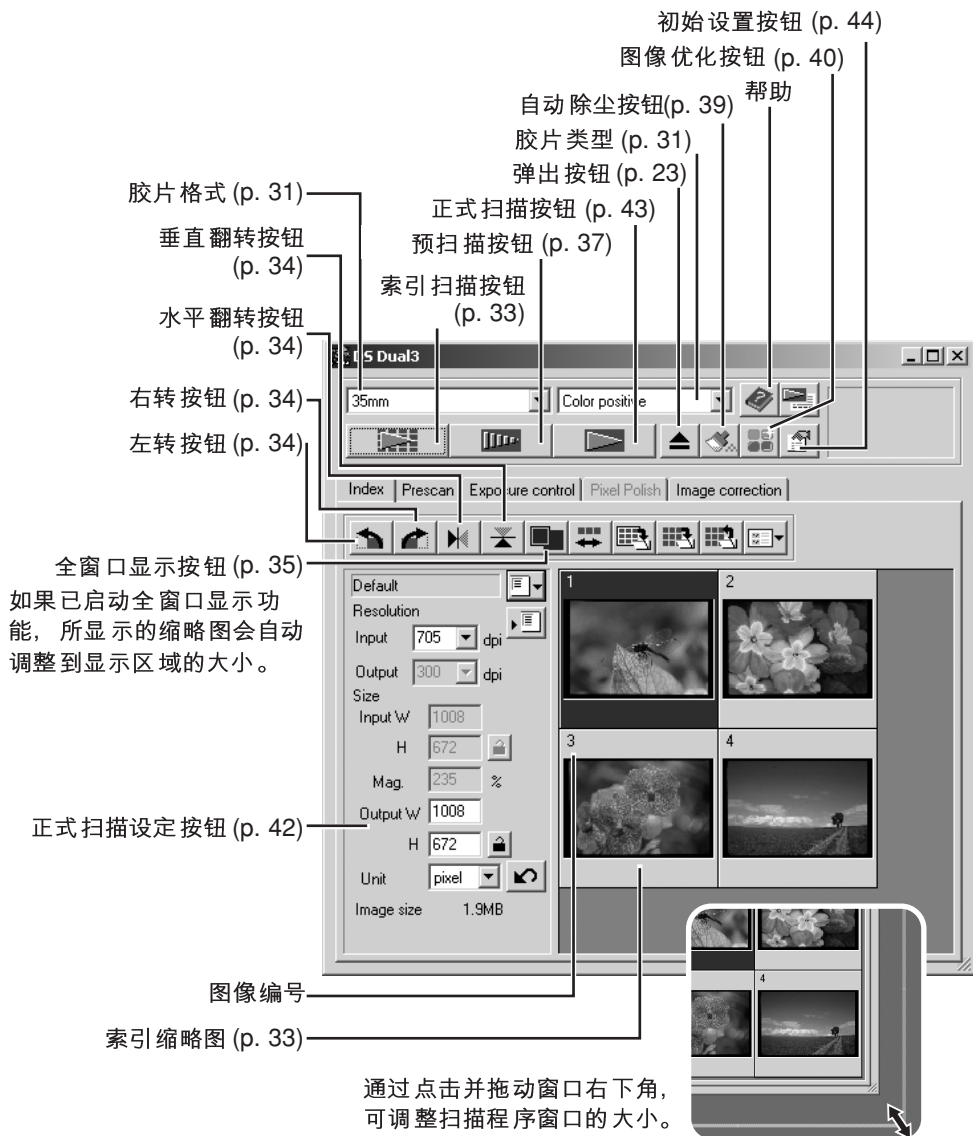 初始设置按钮 (p. 44)
图像优化按钮 (p. 40)
帮助
自动除尘按钮(p. 39)
胶片类型 (p. 31)
弹出按钮 (p. 23)
胶片格式 (p. 31)
正式扫描按钮 (p. 43)
垂直翻转按钮
(p. 34)
预扫描按钮 (p. 37)
索引扫描按钮
(p. 33)
水平翻转按钮
(p. 34)
右转按钮 (p. 34)
左转按钮 (p. 34)
全窗口显示按钮 (p. 35)
如果已启动全窗口显示功
能，所显示的缩略图会自动
调整到显示区域的大小。
正式扫描设定按钮 (p. 42)
图像编号
索引缩略图 (p. 33)
通过点击并拖动窗口右下角，
可调整扫描程序窗口的大小。
DS Dual3
35mm
Color positive
Index Prescan Exposure control Pixel Polish Image correction
Default
Resolution
Input 705 dpi
Output 300 dpi
Size
Input W 1008
H 672
Mag. 235 %
Output W 1008
H 672
Unit pixel
Image size 1.9MB
1 2
3 4
4